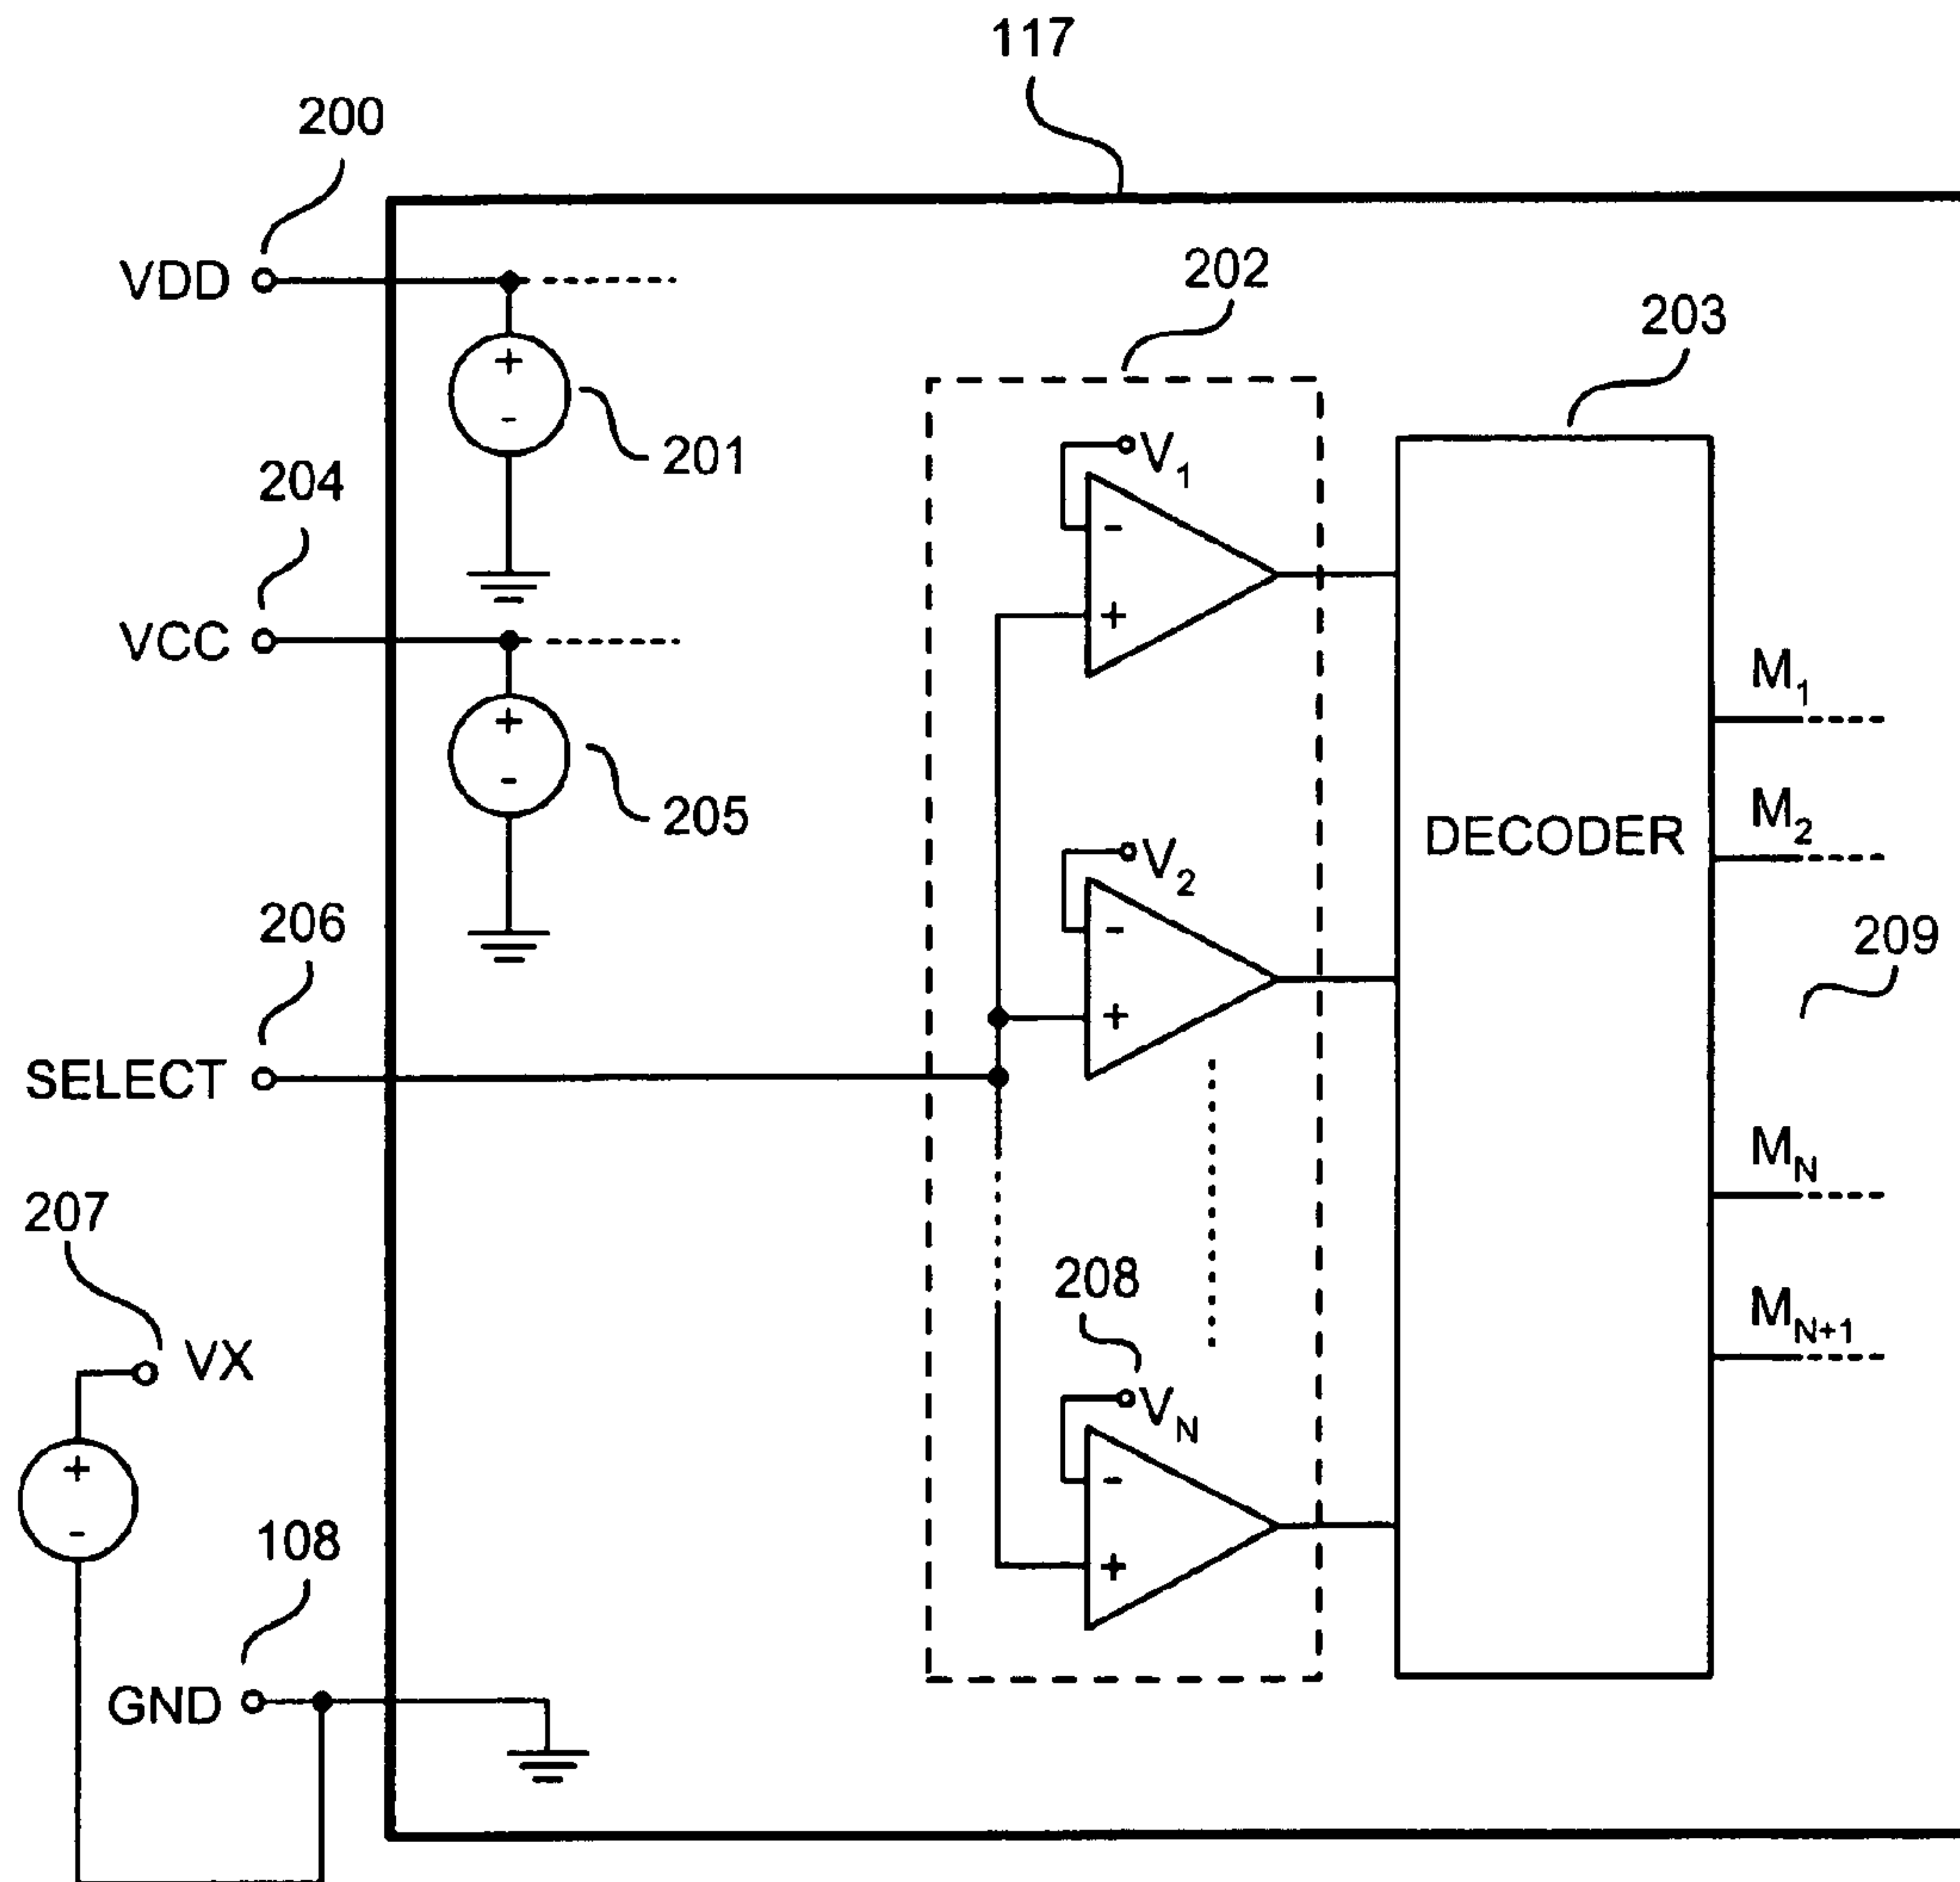 117
200
VDD
202
203
201
V1
-
+
204
VCC
205
M1
V2
M2
DECODER
206
209
SELECT
MN
207
208
MN+1
VX
VN
108
GND